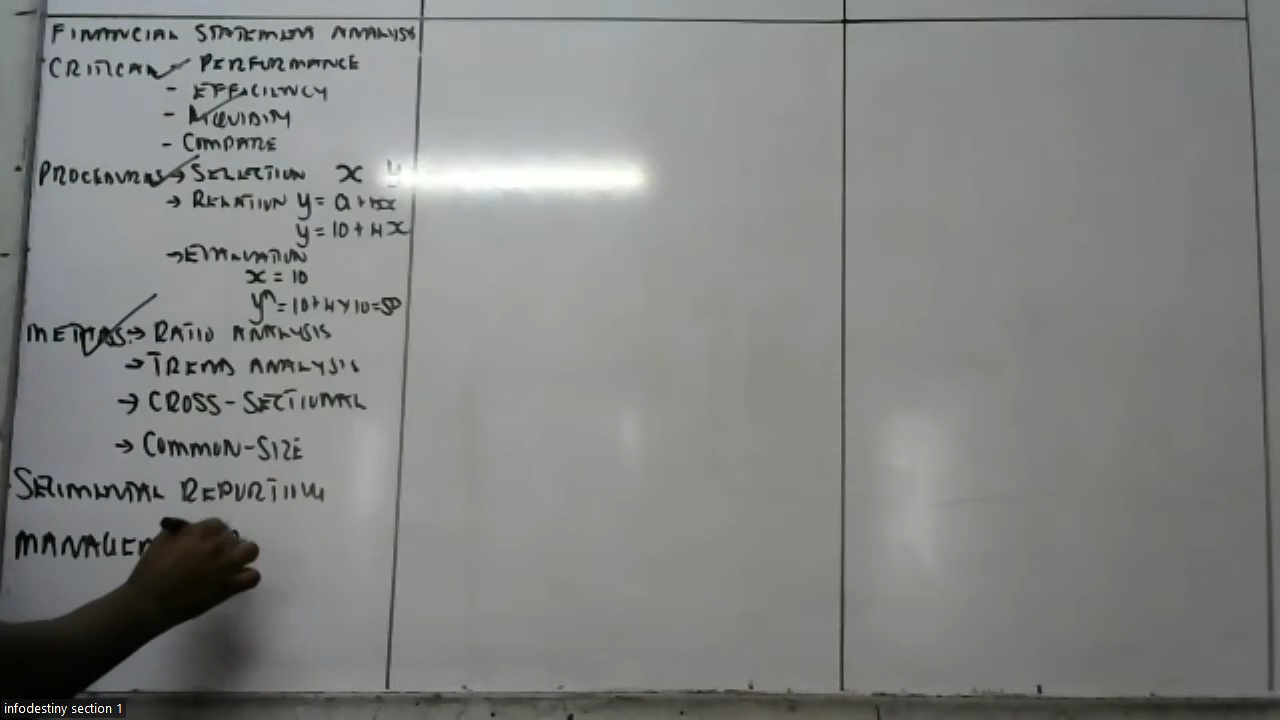 FINANCIAL STATEMENT ANALYSIS
CRITICAL - PERFORMANCE
- EFFICIENCY
- LIQUIDITY
- COMPARE
PROCEDURES → SELECTION x y
→ RELATION y = a + bx
y = 10 + 4x
→ EVALUATION
x = 10
y = 10+4×10=50
METHODS → RATIO ANALYSIS
→ TREND ANALYSIS
→ CROSS-SECTIONAL
→ COMMON-SIZE
SEGMENTAL REPORTING
MANAGEM
infodestiny section 1